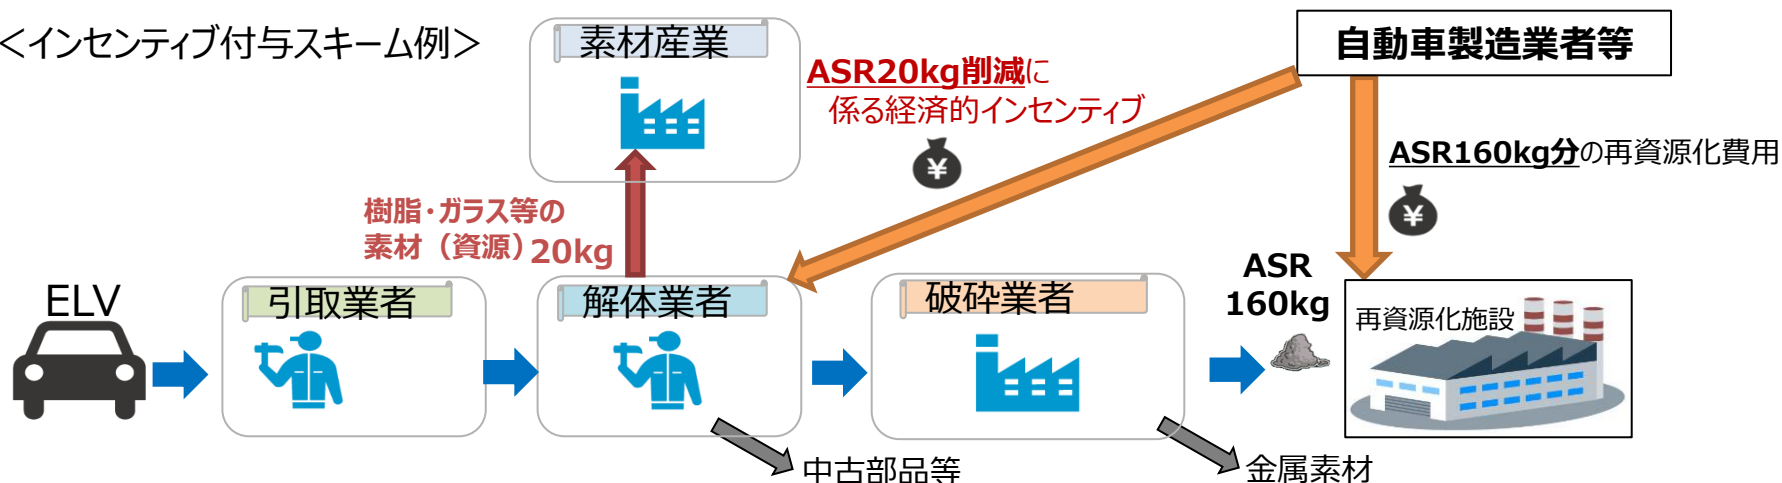 ＜インセンティブ付与スキーム例＞
素材産業
ASR20kg削減に
係る経済的インセンティブ
¥
自動車製造業者等
ASR160kg分の再資源化費用
¥
樹脂・ガラス等の
素材（資源）20kg
ELV
引取業者
解体業者
破砕業者
ASR
160kg
再資源化施設
中古部品等
金属素材